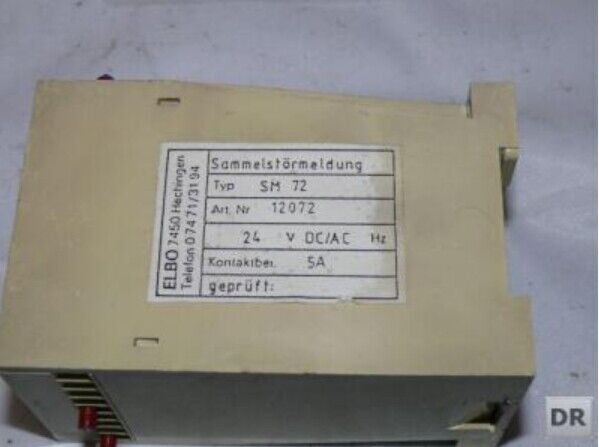 ELBO 7450 Hechingen
Telefon 07471/3194
Sammelstörmeldung
Typ SM 72
Art. Nr 12072
24 V DC/AC Hz
Kontaktbel. 5A
geprüft:
DR